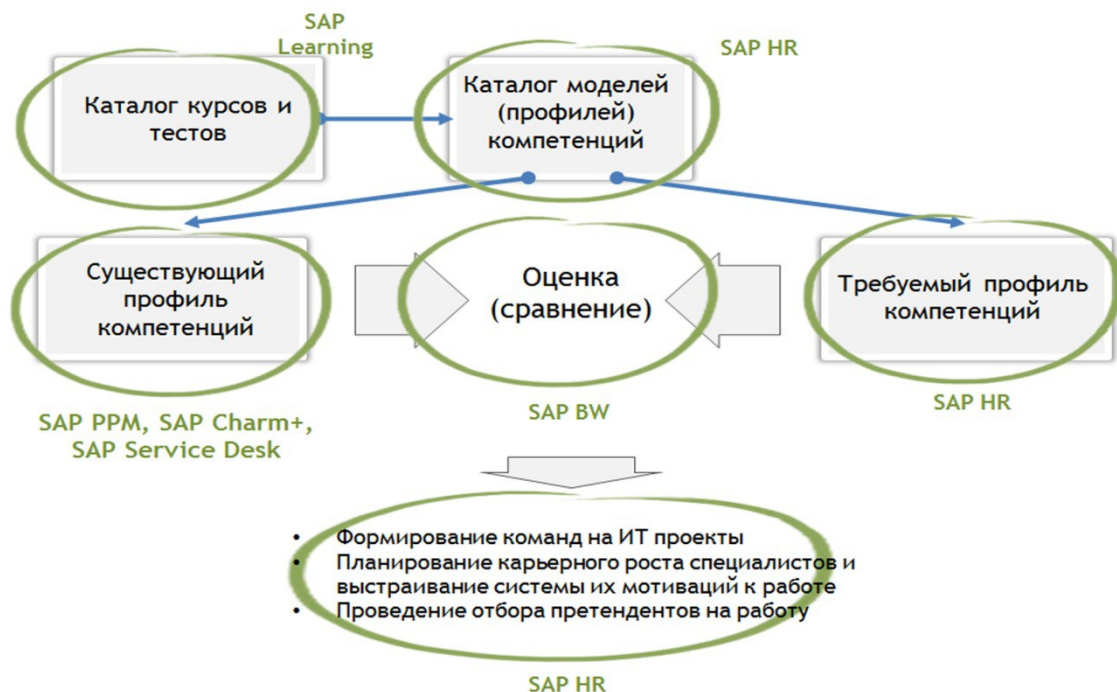 SAP
Learning
SAP HR
Каталог курсов и
тестов
Каталог моделей
(профилей)
компетенций
Существующий
профиль
компетенций
Оценка
(сравнение)
Требуемый профиль
компетенций
SAP PPM, SAP Charm+,
SAP Service Desk
SAP BW
SAP HR
• Формирование команд на ИТ проекты
• Планирование карьерного роста специалистов и
выстраивание системы их мотиваций к работе
• Проведение отбора претендентов на работу
SAP HR